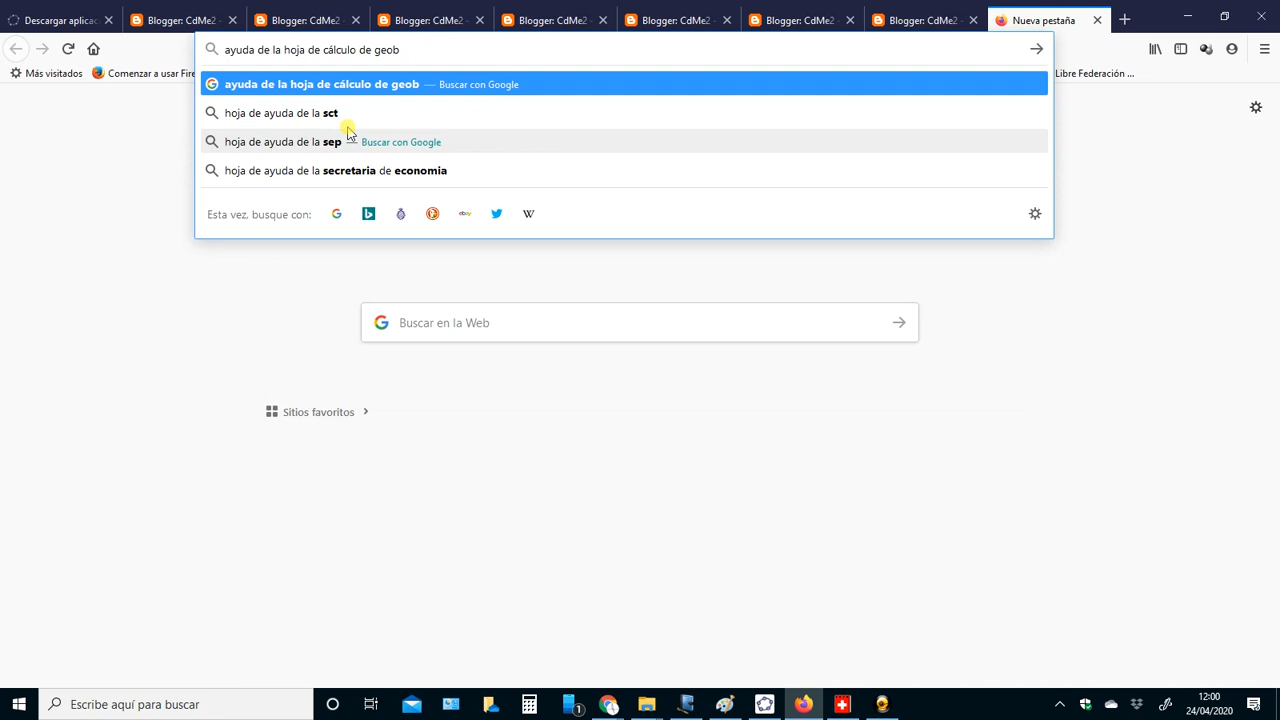 Descargar aplicac
Blogger: CdMe2 -
Blogger: CdMe2 -
Blogger: CdMe2 -
Blogger: CdMe2 -
Blogger: CdMe2 -
Blogger: CdMe2 -
Blogger: CdMe2 -
Nueva pestaña
ayuda de la hoja de cálculo de geob
Más visitados
Comenzar a usar Fire
Libre Federación ...
ayuda de la hoja de cálculo de geob — Buscar con Google
hoja de ayuda de la sct
hoja de ayuda de la sep — Buscar con Google
hoja de ayuda de la secretaria de economia
Esta vez, busque con:
ebay
W
Buscar en la Web
Sitios favoritos
Escribe aquí para buscar
1
12:00
24/04/2020